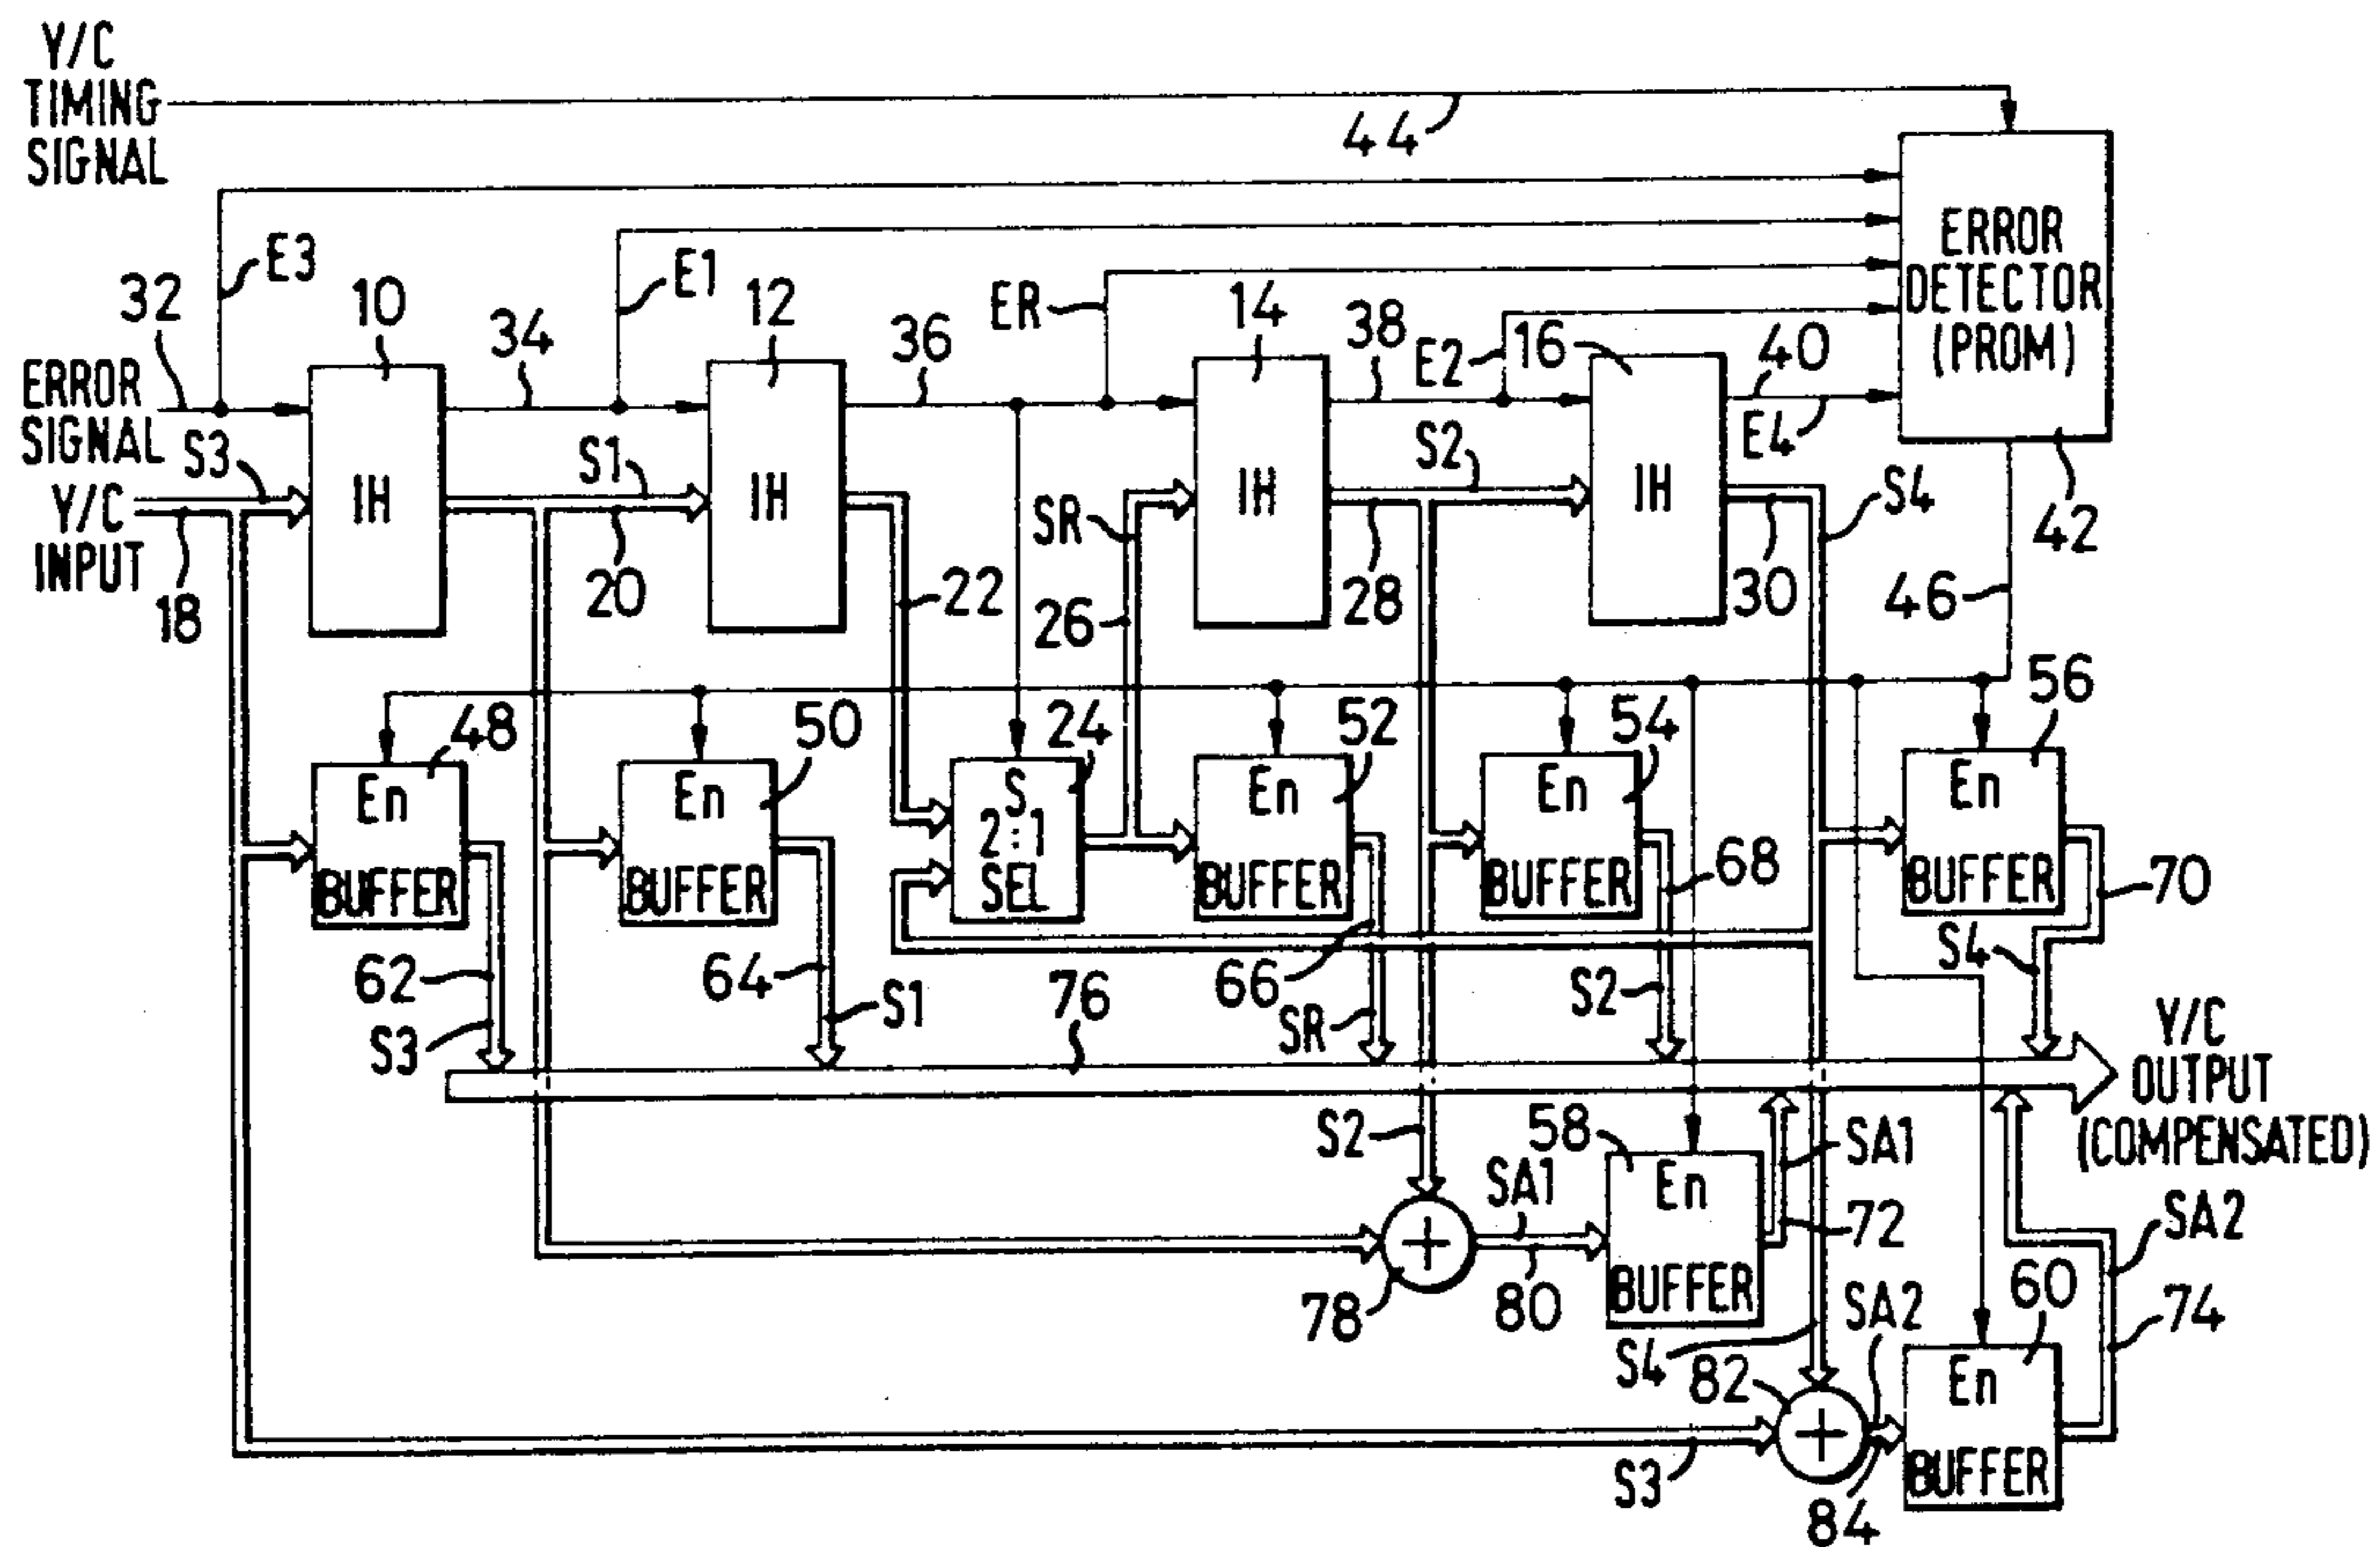 Y/C
TIMING
SIGNAL
44
E3
E1
ER
E2
ERROR
DETECTOR
(PROM)
32
10
34
12
36
14
38
16
40
E4
42
ERROR
SIGNAL
S3
S1
S2
S4
Y/C
INPUT
18
IH
20
IH
22
SR
26
IH
28
IH
30
46
48
50
24
52
54
56
En
BUFFER
En
BUFFER
S
2:1
SEL
En
BUFFER
En
BUFFER
En
BUFFER
62
S3
64
S1
76
66
SR
68
S2
70
S4
Y/C
OUTPUT
(COMPENSATED)
S2
78
SA1
80
58
En
BUFFER
SA1
72
S4
82
SA2
60
SA2
74
S3
84
En
BUFFER